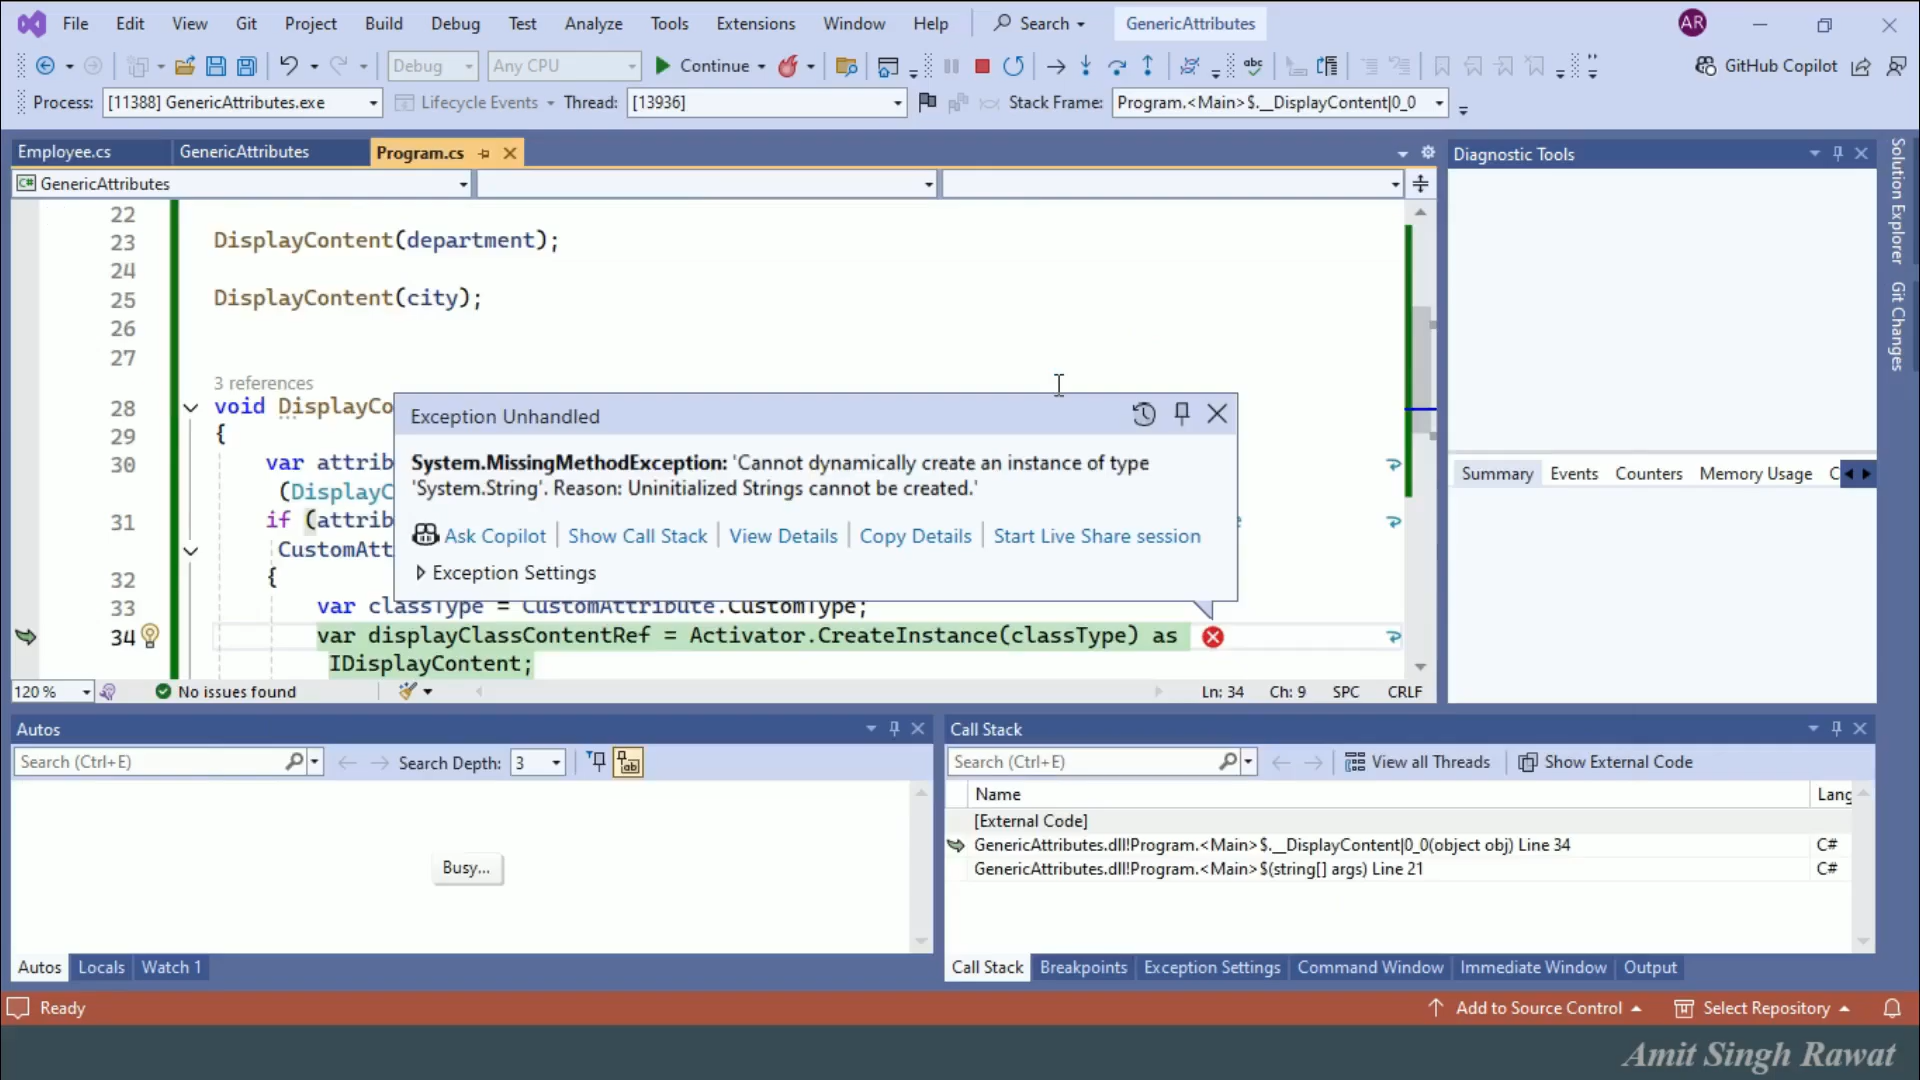 File Edit View Git Project Build Debug Test Analyze Tools Extensions Window Help Search GenericAttributes AR
Debug Any CPU Continue GitHub Copilot
Process: [11388] GenericAttributes.exe Lifecycle Events Thread: [13936] Stack Frame: Program.<Main>$.__DisplayContent|0_0
Employee.cs GenericAttributes Program.cs
C# GenericAttributes
22
23 DisplayContent(department);
24
25 DisplayContent(city);
26
27
3 references
28 void DisplayCo
29 {
30 var attrib
(DisplayC
31 if (attrib
CustomAtt
32 {
33 var classType = CustomAttribute.CustomType;
34 var displayClassContentRef = Activator.CreateInstance(classType) as
IDisplayContent;
Exception Unhandled
System.MissingMethodException: 'Cannot dynamically create an instance of type
'System.String'. Reason: Uninitialized Strings cannot be created.'
Ask Copilot Show Call Stack View Details Copy Details Start Live Share session
Exception Settings
120 % No issues found Ln: 34 Ch: 9 SPC CRLF
Diagnostic Tools
Summary Events Counters Memory Usage C
Solution Explorer
Git Changes
Autos
Search (Ctrl+E) Search Depth: 3
Busy...
Autos Locals Watch 1
Call Stack
Search (Ctrl+E) View all Threads Show External Code
Name Lang
[External Code]
GenericAttributes.dll!Program.<Main>$.__DisplayContent|0_0(object obj) Line 34 C#
GenericAttributes.dll!Program.<Main>$(string[] args) Line 21 C#
Call Stack Breakpoints Exception Settings Command Window Immediate Window Output
Ready Add to Source Control Select Repository
Amit Singh Rawat